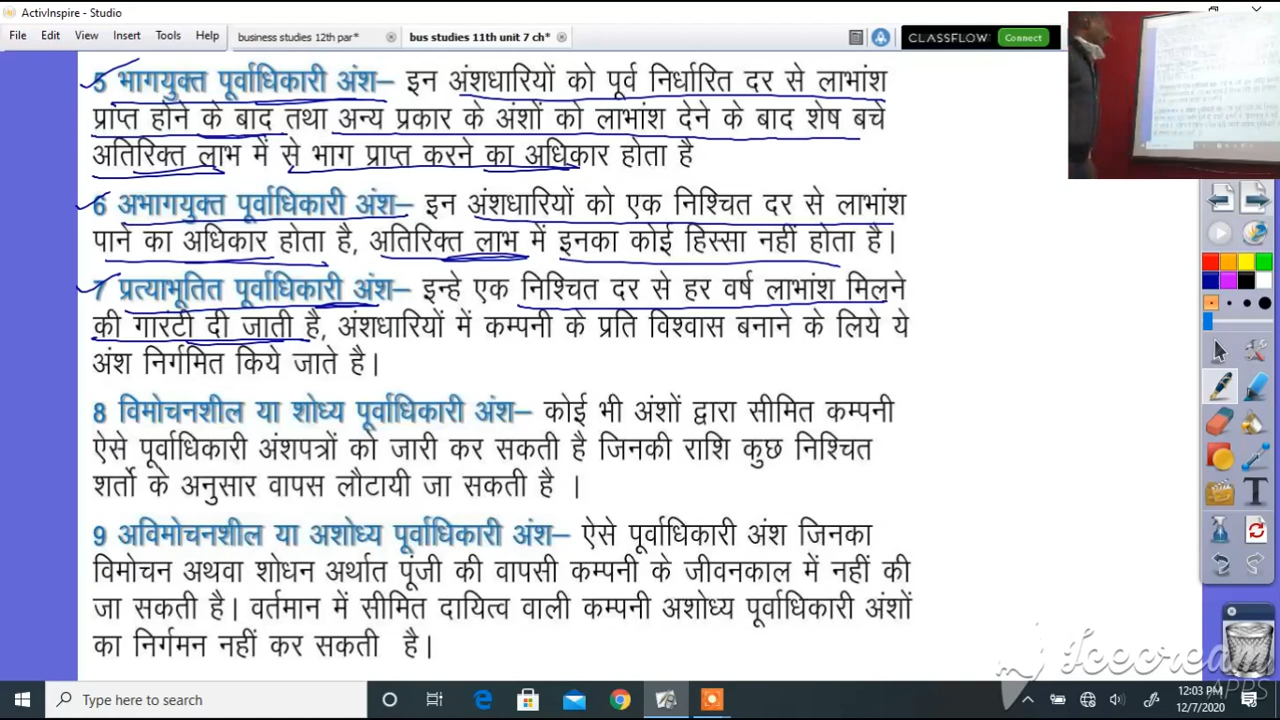 ActivInspire - Studio
File Edit View Insert Tools Help
business studies 12th par*
bus studies 11th unit 7 ch*
CLASSFLOW Connect
5 भागयुक्त पूर्वाधिकारी अंश– इन अंशधारियों को पूर्व निर्धारित दर से लाभांश
प्राप्त होने के बाद तथा अन्य प्रकार के अंशों को लाभांश देने के बाद शेष बचे
अतिरिक्त लाभ में से भाग प्राप्त करने का अधिकार होता है
6 अभागयुक्त पूर्वाधिकारी अंश– इन अंशधारियों को एक निश्चित दर से लाभांश
पाने का अधिकार होता है, अतिरिक्त लाभ में इनका कोई हिस्सा नहीं होता है।
7 प्रत्याभूतित पूर्वाधिकारी अंश– इन्हे एक निश्चित दर से हर वर्ष लाभांश मिलने
की गारंटी दी जाती है, अंशधारियों में कम्पनी के प्रति विश्वास बनाने के लिये ये
अंश निर्गमित किये जाते है।
8 विमोचनशील या शोध्य पूर्वाधिकारी अंश– कोई भी अंशों द्वारा सीमित कम्पनी
ऐसे पूर्वाधिकारी अंशपत्रों को जारी कर सकती है जिनकी राशि कुछ निश्चित
शर्तो के अनुसार वापस लौटायी जा सकती है ।
9 अविमोचनशील या अशोध्य पूर्वाधिकारी अंश– ऐसे पूर्वाधिकारी अंश जिनका
विमोचन अथवा शोधन अर्थात पूंजी की वापसी कम्पनी के जीवनकाल में नहीं की
जा सकती है। वर्तमान में सीमित दायित्व वाली कम्पनी अशोध्य पूर्वाधिकारी अंशों
का निर्गमन नहीं कर सकती है।
Icecream
APPS
Type here to search
12:03 PM
12/7/2020